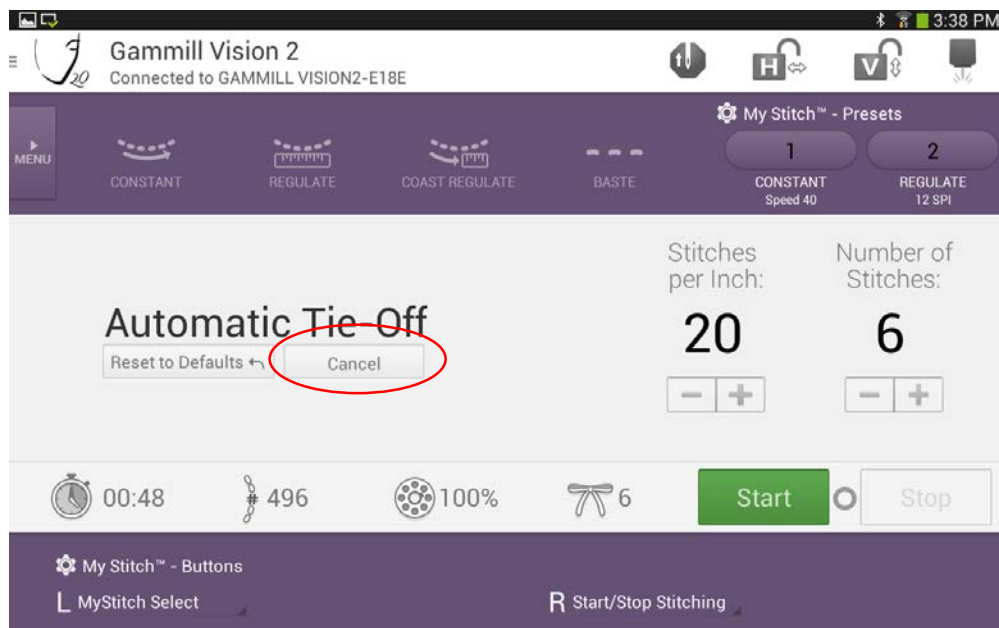 3:38 PM
20
Gammill Vision 2
Connected to GAMMILL VISION2-E18E
H
V
MENU
CONSTANT
REGULATE
COAST REGULATE
BASTE
My Stitch™ - Presets
1
CONSTANT
Speed 40
2
REGULATE
12 SPI
Automatic Tie-Off
Reset to Defaults
Cancel
Stitches
per Inch:
20
Number of
Stitches:
6
00:48
# 496
100%
6
Start
Stop
My Stitch™ - Buttons
L MyStitch Select
R Start/Stop Stitching